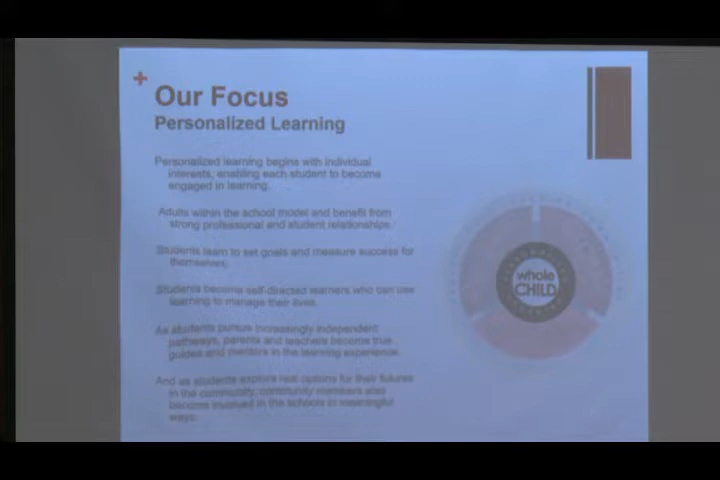 +
Our Focus
Personalized Learning
Personalized learning begins with individual
interests, enabling each student to become
engaged in learning.
Adults within the school model and benefit from
strong professional and student relationships.
Students learn to set goals and measure success for
themselves.
Students become self-directed learners who can use
learning to manage their lives.
As students pursue increasingly independent
pathways, parents and teachers become true
guides and mentors in the learning experience.
And as students explore real options for their futures
in the community, community members also
become involved in the schools in meaningful
ways.
whole
CHILD